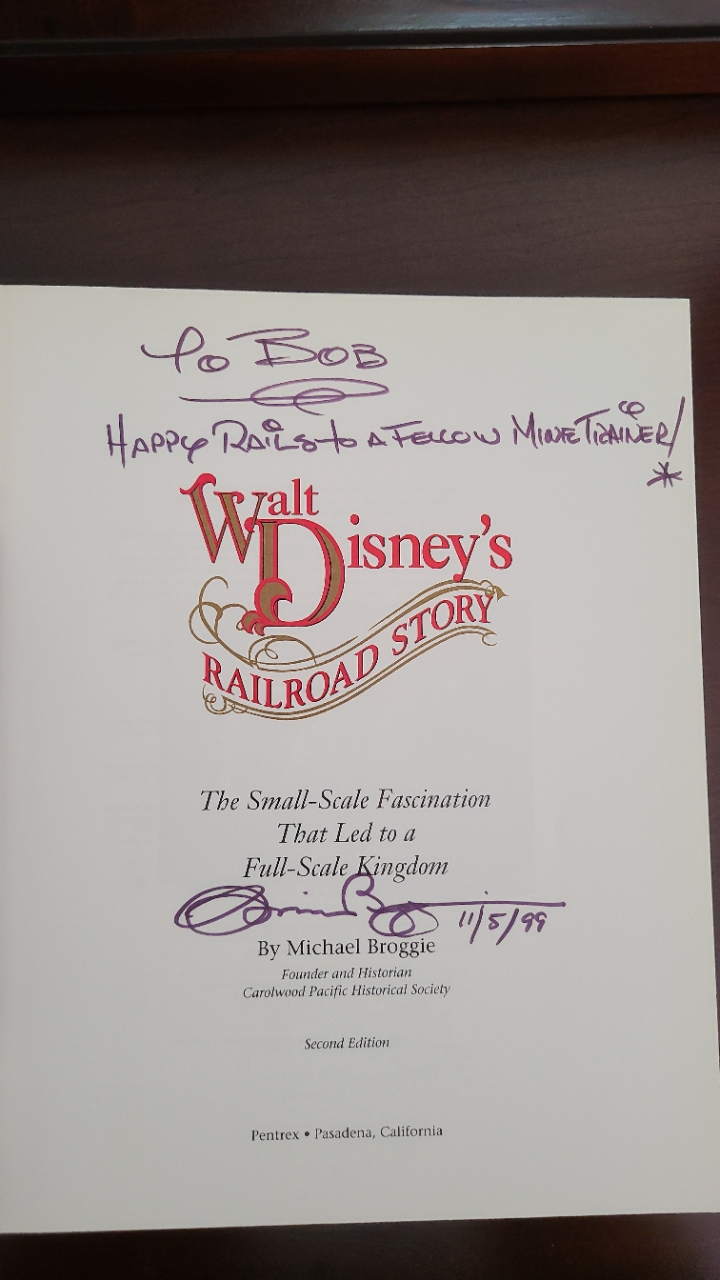 To BOB
HAPPY RAILS to A FELLOW MINE TRAINER!
Walt
Disney's
RAILROAD STORY
The Small-Scale Fascination
That Led to a
Full-Scale Kingdom
11/5/99
By Michael Broggie
Founder and Historian
Carolwood Pacific Historical Society
Second Edition
Pentrex • Pasadena, California